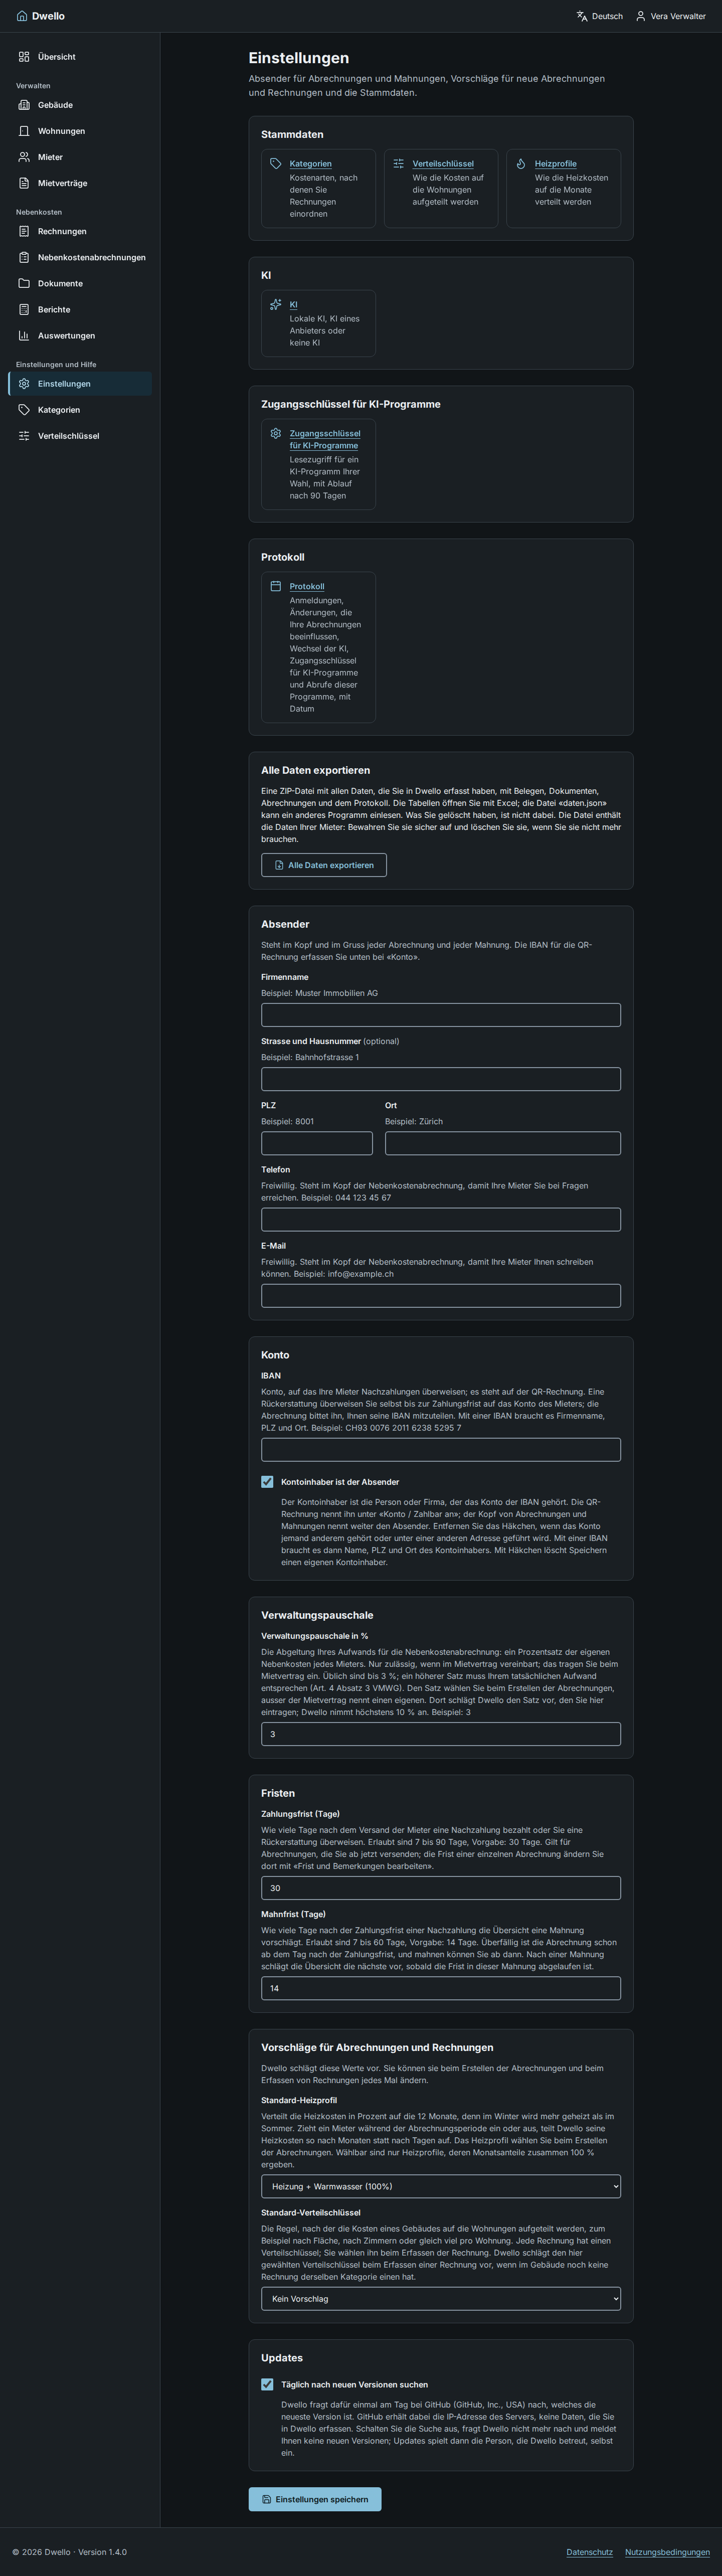 Dwello
Deutsch
Vera Verwalter
Übersicht
Verwalten
Gebäude
Wohnungen
Mieter
Mietverträge
Nebenkosten
Rechnungen
Nebenkostenabrechnungen
Dokumente
Berichte
Auswertungen
Einstellungen und Hilfe
Einstellungen
Kategorien
Verteilschlüssel
Einstellungen
Absender für Abrechnungen und Mahnungen, Vorschläge für neue Abrechnungen
und Rechnungen und die Stammdaten.
Stammdaten
Kategorien
Kostenarten, nach
denen Sie
Rechnungen
einordnen
Verteilschlüssel
Wie die Kosten auf
die Wohnungen
aufgeteilt werden
Heizprofile
Wie die Heizkosten
auf die Monate
verteilt werden
KI
KI
Lokale KI, KI eines
Anbieters oder
keine KI
Zugangsschlüssel für KI-Programme
Zugangsschlüssel
für KI-Programme
Lesezugriff für ein
KI-Programm Ihrer
Wahl, mit Ablauf
nach 90 Tagen
Protokoll
Protokoll
Anmeldungen,
Änderungen, die
Ihre Abrechnungen
beeinflussen,
Wechsel der KI,
Zugangsschlüssel
für KI-Programme
und Abrufe dieser
Programme, mit
Datum
Alle Daten exportieren
Eine ZIP-Datei mit allen Daten, die Sie in Dwello erfasst haben, mit Belegen, Dokumenten,
Abrechnungen und dem Protokoll. Die Tabellen öffnen Sie mit Excel; die Datei «daten.json»
kann ein anderes Programm einlesen. Was Sie gelöscht haben, ist nicht dabei. Die Datei enthält
die Daten Ihrer Mieter: Bewahren Sie sie sicher auf und löschen Sie sie, wenn Sie sie nicht mehr
brauchen.
Alle Daten exportieren
Absender
Steht im Kopf und im Gruss jeder Abrechnung und jeder Mahnung. Die IBAN für die QR-
Rechnung erfassen Sie unten bei «Konto».
Firmenname
Beispiel: Muster Immobilien AG
Strasse und Hausnummer (optional)
Beispiel: Bahnhofstrasse 1
PLZ
Beispiel: 8001
Ort
Beispiel: Zürich
Telefon
Freiwillig. Steht im Kopf der Nebenkostenabrechnung, damit Ihre Mieter Sie bei Fragen
erreichen. Beispiel: 044 123 45 67
E-Mail
Freiwillig. Steht im Kopf der Nebenkostenabrechnung, damit Ihre Mieter Ihnen schreiben
können. Beispiel: info@example.ch
Konto
IBAN
Konto, auf das Ihre Mieter Nachzahlungen überweisen; es steht auf der QR-Rechnung. Eine
Rückerstattung überweisen Sie selbst bis zur Zahlungsfrist auf das Konto des Mieters; die
Abrechnung bittet ihn, Ihnen seine IBAN mitzuteilen. Mit einer IBAN braucht es Firmenname,
PLZ und Ort. Beispiel: CH93 0076 2011 6238 5295 7
Kontoinhaber ist der Absender
Der Kontoinhaber ist die Person oder Firma, der das Konto der IBAN gehört. Die QR-
Rechnung nennt ihn unter «Konto / Zahlbar an»; der Kopf von Abrechnungen und
Mahnungen nennt weiter den Absender. Entfernen Sie das Häkchen, wenn das Konto
jemand anderem gehört oder unter einer anderen Adresse geführt wird. Mit einer IBAN
braucht es dann Name, PLZ und Ort des Kontoinhabers. Mit Häkchen löscht Speichern
einen eigenen Kontoinhaber.
Verwaltungspauschale
Verwaltungspauschale in %
Die Abgeltung Ihres Aufwands für die Nebenkostenabrechnung: ein Prozentsatz der eigenen
Nebenkosten jedes Mieters. Nur zulässig, wenn im Mietvertrag vereinbart; das tragen Sie beim
Mietvertrag ein. Üblich sind bis 3 %; ein höherer Satz muss Ihrem tatsächlichen Aufwand
entsprechen (Art. 4 Absatz 3 VMWG). Den Satz wählen Sie beim Erstellen der Abrechnungen,
ausser der Mietvertrag nennt einen eigenen. Dort schlägt Dwello den Satz vor, den Sie hier
eintragen; Dwello nimmt höchstens 10 % an. Beispiel: 3
3
Fristen
Zahlungsfrist (Tage)
Wie viele Tage nach dem Versand der Mieter eine Nachzahlung bezahlt oder Sie eine
Rückerstattung überweisen. Erlaubt sind 7 bis 90 Tage, Vorgabe: 30 Tage. Gilt für
Abrechnungen, die Sie ab jetzt versenden; die Frist einer einzelnen Abrechnung ändern Sie
dort mit «Frist und Bemerkungen bearbeiten».
30
Mahnfrist (Tage)
Wie viele Tage nach der Zahlungsfrist einer Nachzahlung die Übersicht eine Mahnung
vorschlägt. Erlaubt sind 7 bis 60 Tage, Vorgabe: 14 Tage. Überfällig ist die Abrechnung schon
ab dem Tag nach der Zahlungsfrist, und mahnen können Sie ab dann. Nach einer Mahnung
schlägt die Übersicht die nächste vor, sobald die Frist in dieser Mahnung abgelaufen ist.
14
Vorschläge für Abrechnungen und Rechnungen
Dwello schlägt diese Werte vor. Sie können sie beim Erstellen der Abrechnungen und beim
Erfassen von Rechnungen jedes Mal ändern.
Standard-Heizprofil
Verteilt die Heizkosten in Prozent auf die 12 Monate, denn im Winter wird mehr geheizt als im
Sommer. Zieht ein Mieter während der Abrechnungsperiode ein oder aus, teilt Dwello seine
Heizkosten so nach Monaten statt nach Tagen auf. Das Heizprofil wählen Sie beim Erstellen
der Abrechnungen. Wählbar sind nur Heizprofile, deren Monatsanteile zusammen 100 %
ergeben.
Heizung + Warmwasser (100%)
Standard-Verteilschlüssel
Die Regel, nach der die Kosten eines Gebäudes auf die Wohnungen aufgeteilt werden, zum
Beispiel nach Fläche, nach Zimmern oder gleich viel pro Wohnung. Jede Rechnung hat einen
Verteilschlüssel; Sie wählen ihn beim Erfassen der Rechnung. Dwello schlägt den hier
gewählten Verteilschlüssel beim Erfassen einer Rechnung vor, wenn im Gebäude noch keine
Rechnung derselben Kategorie einen hat.
Kein Vorschlag
Updates
Täglich nach neuen Versionen suchen
Dwello fragt dafür einmal am Tag bei GitHub (GitHub, Inc., USA) nach, welches die
neueste Version ist. GitHub erhält dabei die IP-Adresse des Servers, keine Daten, die Sie
in Dwello erfassen. Schalten Sie die Suche aus, fragt Dwello nicht mehr nach und meldet
Ihnen keine neuen Versionen; Updates spielt dann die Person, die Dwello betreut, selbst
ein.
Einstellungen speichern
© 2026 Dwello · Version 1.4.0
Datenschutz
Nutzungsbedingungen